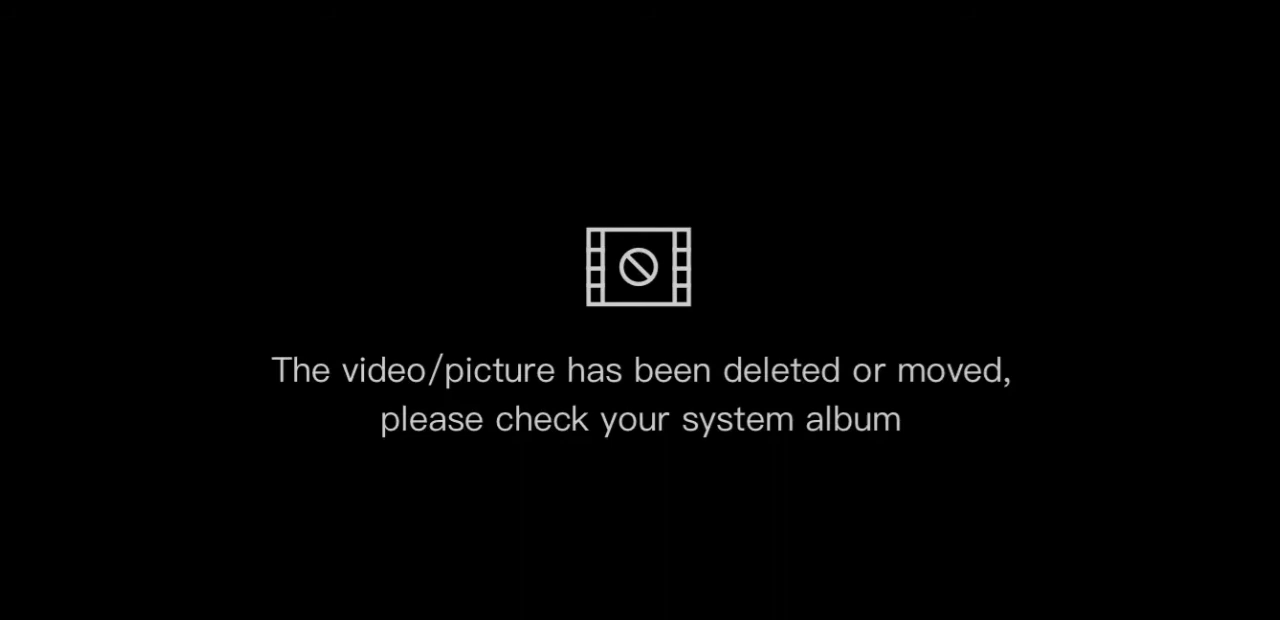 The video/picture has been deleted or moved,
please check your system album